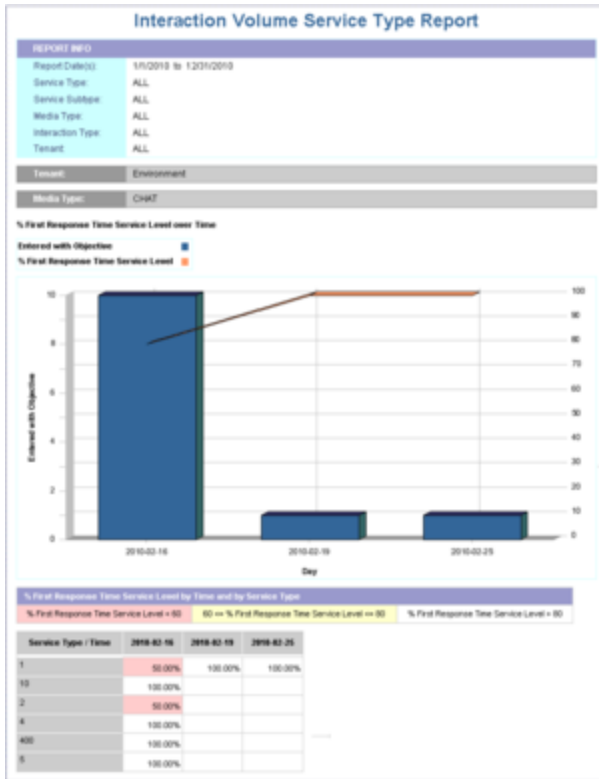 Interaction Volume Service Type Report
REPORT INFO
Report Date(s): 1/1/2010 to 12/31/2010
Service Type: ALL
Service Subtype: ALL
Media Type: ALL
Interaction Type: ALL
Tenant: ALL
Tenant: Environment
Media Type: CHAT
% First Response Time Service Level over Time
Entered with Objective
% First Response Time Service Level
10 100
90
8 80
70
6 60
50
4 40
30
2 20
10
0 0
Entered with Objective
2010-02-16 2010-02-19 2010-02-25
Day
% First Response Time Service Level by Time and by Service Type
% First Response Time Service Level < 60 60 <= % First Response Time Service Level <= 80 % First Response Time Service Level > 80
Service Type / Time 2010-02-16 2010-02-19 2010-02-25
1 50.00% 100.00% 100.00%
10 100.00%
2 50.00%
4 100.00%
400 100.00%
5 100.00%